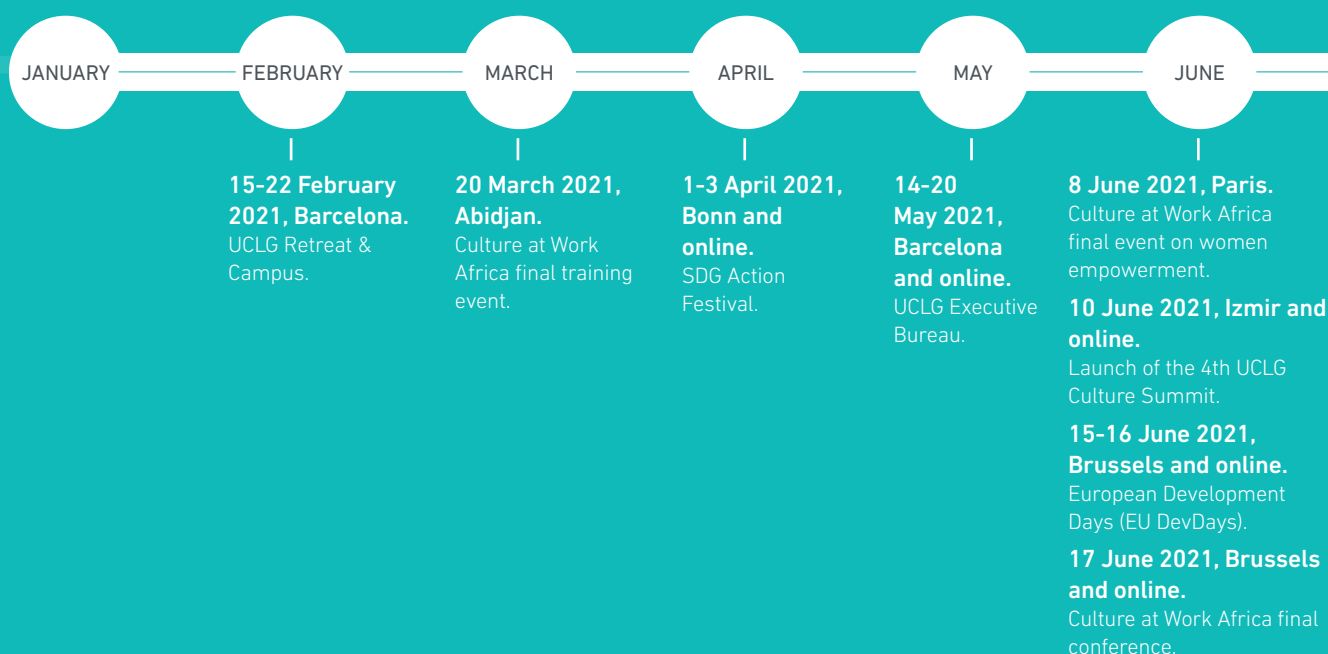 JANUARY
FEBRUARY
MARCH
APRIL
MAY
JUNE
15-22 February
2021, Barcelona.
UCLG Retreat &
Campus.
20 March 2021,
Abidjan.
Culture at Work
Africa final training
event.
1-3 April 2021,
Bonn and
online.
SDG Action
Festival.
14-20
May 2021,
Barcelona
and online.
UCLG Executive
Bureau.
8 June 2021, Paris.
Culture at Work Africa
final event on women
empowerment.
10 June 2021, Izmir and
online.
Launch of the 4th UCLG
Culture Summit.
15-16 June 2021,
Brussels and online.
European Development
Days (EU DevDays).
17 June 2021, Brussels
and online.
Culture at Work Africa final
conference.